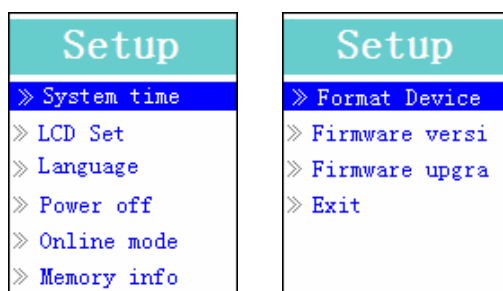 Setup
» System time
» LCD Set
» Language
» Power off
» Online mode
» Memory info
Setup
» Format Device
» Firmware versi
» Firmware upgra
» Exit